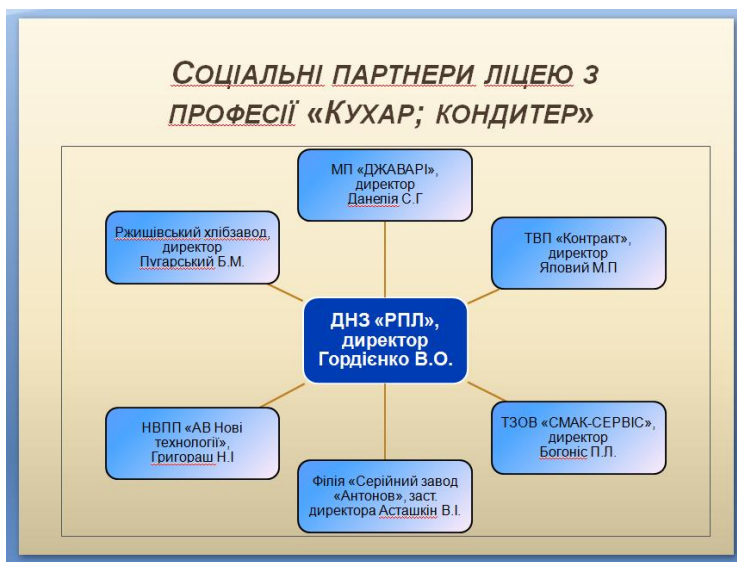 Соціальні партнери ліцею з
професії «Кухар; кондитер»
МП «ДЖАВАРІ»,
директор
Данелія С.Г
Ржищівський хлібзавод,
директор
Пугарський Б.М.
ТВП «Контракт»,
директор
Яловий М.П
ДНЗ «РПЛ»,
директор
Гордієнко В.О.
НВПП «АВ Нові
технології»,
Григораш Н.І
ТЗОВ «СМАК-СЕРВІС»,
директор
Богоніс П.Л.
Філія «Серійний завод
«Антонов», заст.
директора Асташкін В.І.